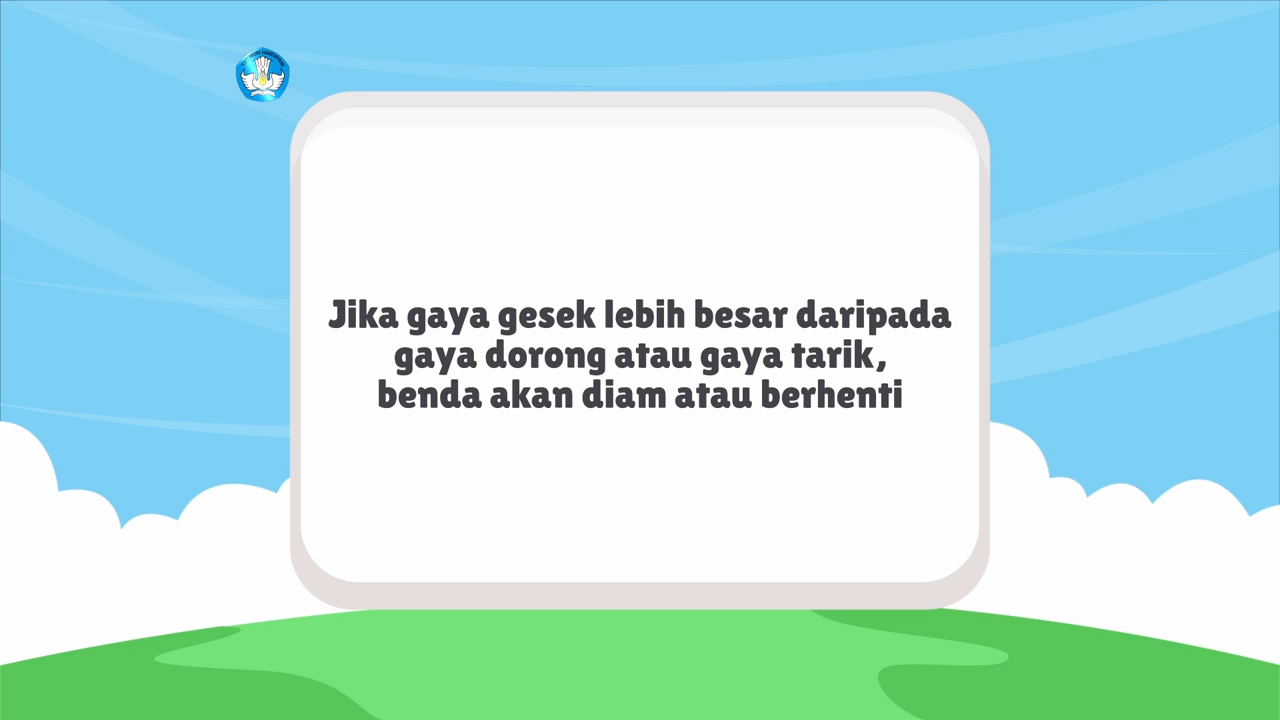 Jika gaya gesek lebih besar daripada
gaya dorong atau gaya tarik,
benda akan diam atau berhenti